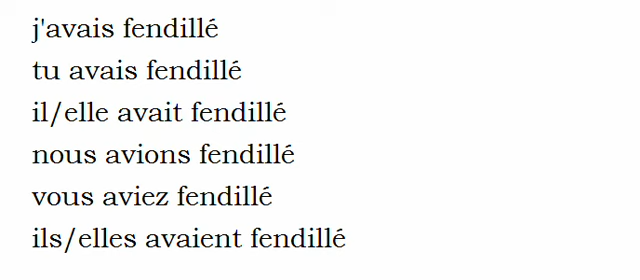 j'avais fendillé
tu avais fendillé
il/elle avait fendillé
nous avions fendillé
vous aviez fendillé
ils/elles avaient fendillé